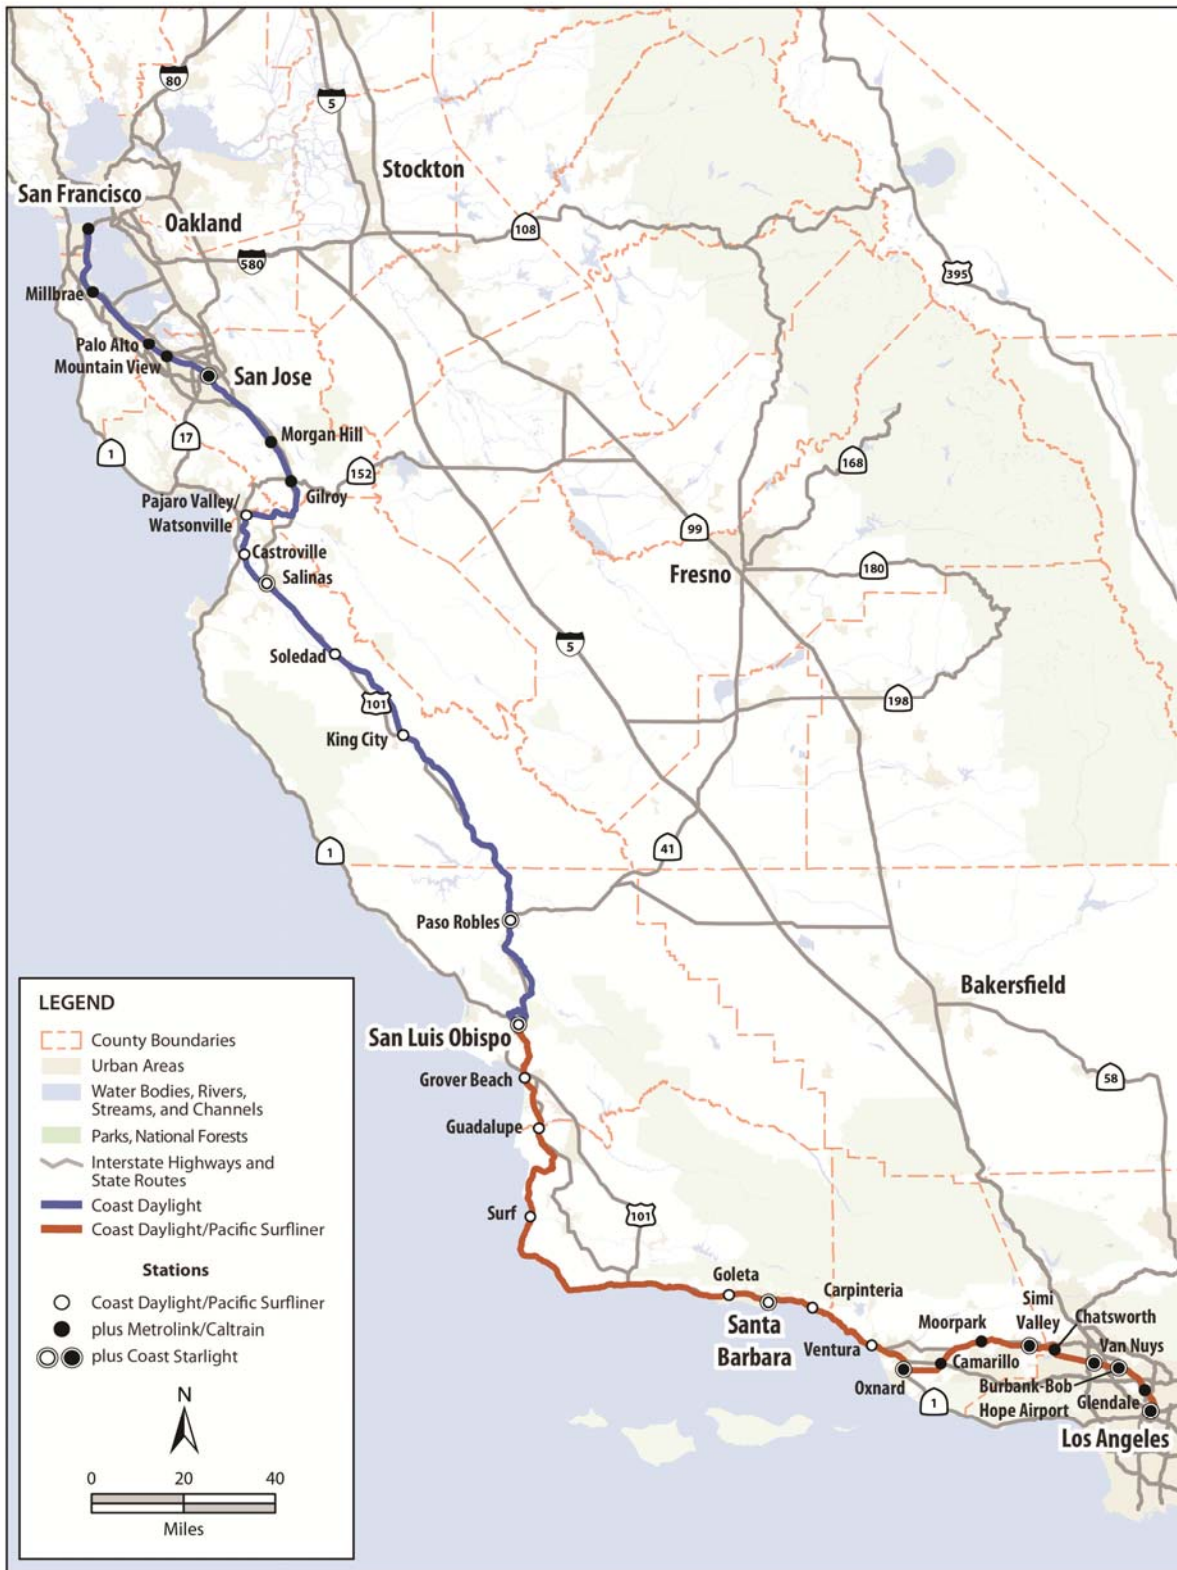 80
5
Stockton
San Francisco
Oakland
108
580
395
Millbrae
Palo Alto
Mountain View
San Jose
17
1
Morgan Hill
152
168
Gilroy
Pajaro Valley/
Watsonville
99
Castroville
Salinas
Fresno
180
5
Soledad
101
198
King City
1
41
Paso Robles
Bakersfield
San Luis Obispo
58
Grover Beach
Guadalupe
Surf
101
Goleta
Carpinteria
Santa
Barbara
Ventura
Moorpark
Simi
Valley
Chatsworth
Van Nuys
Camarillo
Oxnard
1
Burbank-Bob
Hope Airport
Glendale
Los Angeles
LEGEND
County Boundaries
Urban Areas
Water Bodies, Rivers,
Streams, and Channels
Parks, National Forests
Interstate Highways and
State Routes
Coast Daylight
Coast Daylight/Pacific Surfliner
Stations
Coast Daylight/Pacific Surfliner
plus Metrolink/Caltrain
plus Coast Starlight
N
0 20 40
Miles